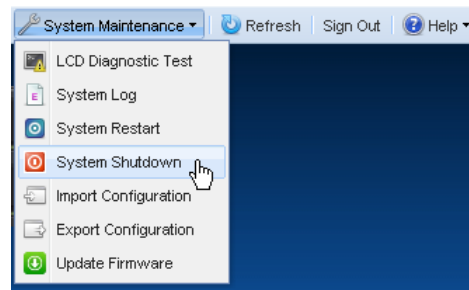 System Maintenance Refresh Sign Out Help
LCD Diagnostic Test
System Log
System Restart
System Shutdown
Import Configuration
Export Configuration
Update Firmware